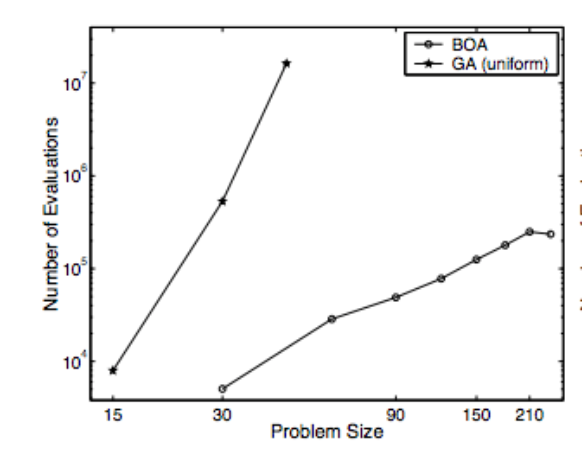 BOA
GA (uniform)
Number of Evaluations
10^7
10^6
10^5
10^4
15
30
90
150
210
Problem Size